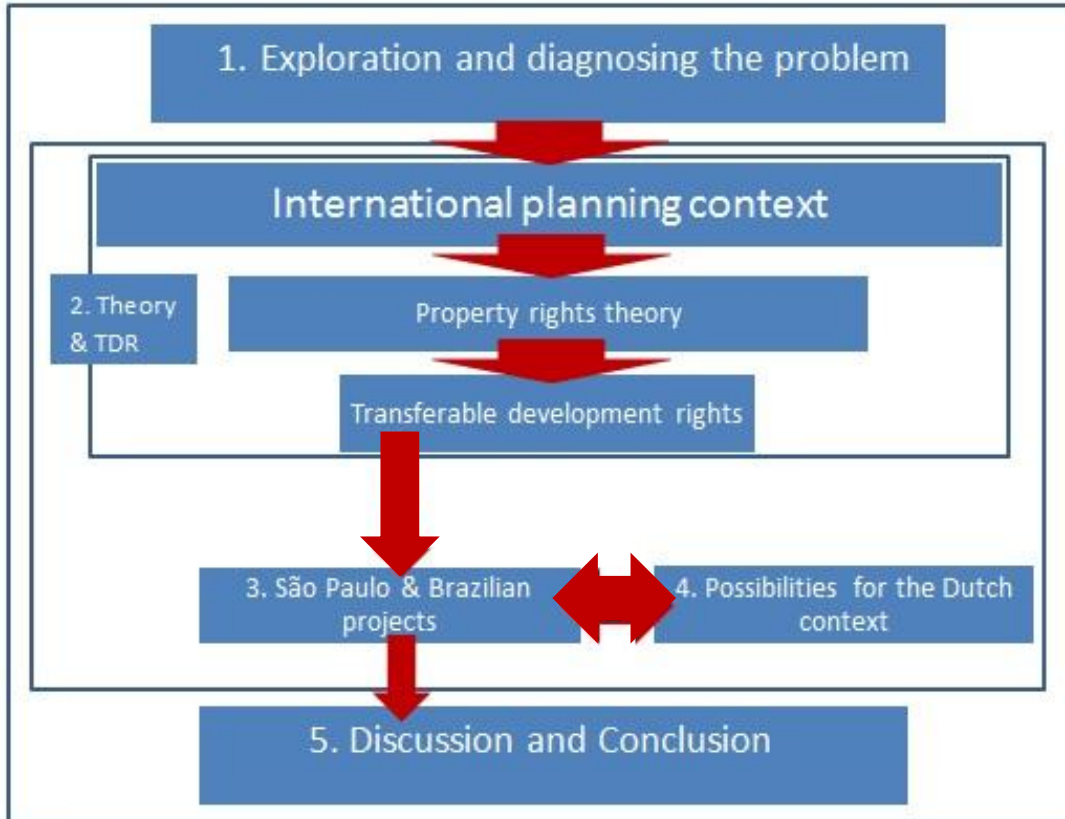 1. Exploration and diagnosing the problem
International planning context
2. Theory
& TDR
Property rights theory
Transferable development rights
3. São Paulo & Brazilian
projects
4. Possibilities for the Dutch
context
5. Discussion and Conclusion